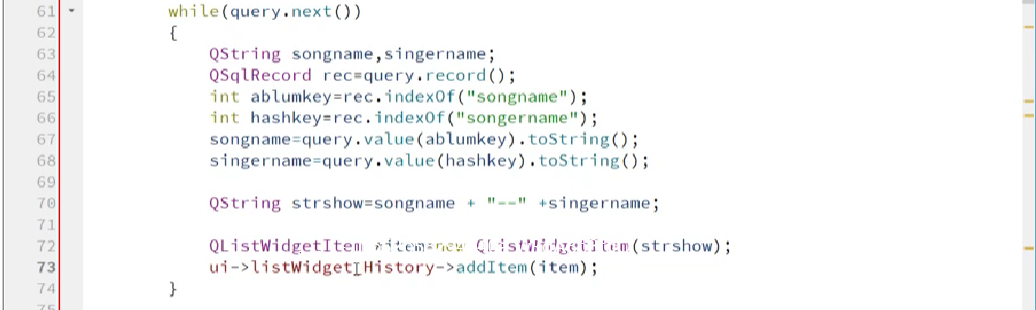 61 while(query.next())
62 {
63 QString songname,singername;
64 QSqlRecord rec=query.record();
65 int ablumkey=rec.indexOf("songname");
66 int hashkey=rec.indexOf("songername");
67 songname=query.value(ablumkey).toString();
68 singername=query.value(hashkey).toString();
69
70 QString strshow=songname + "--" +singername;
71
72 QListWidgetItem *item=new QListWidgetItem(strshow);
73 ui->listWidget_History->addItem(item);
74 }
75